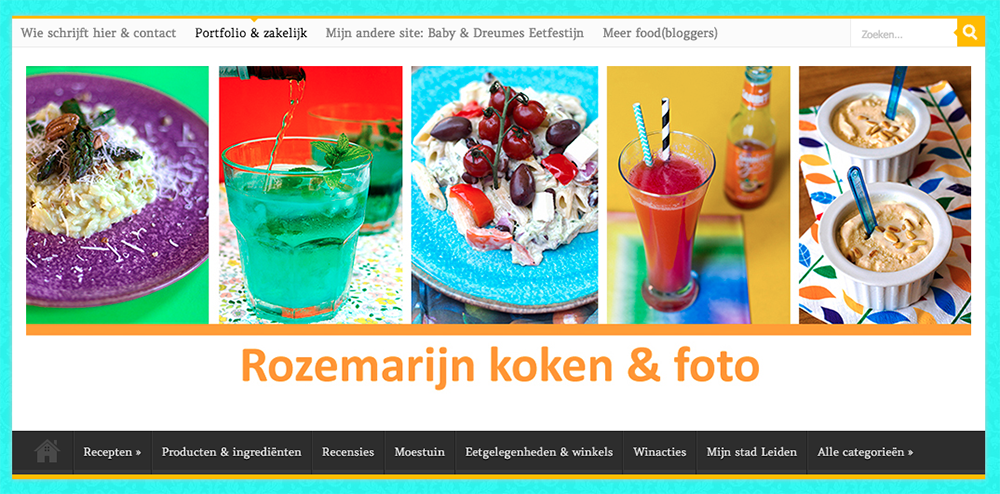 Wie schrijft hier & contact Portfolio & zakelijk Mijn andere site: Baby & Dreumes Eetfestijn Meer food(bloggers) Zoeken...
Rozemarijn koken & foto
Recepten » Producten & ingrediënten Recensies Moestuin Eetgelegenheden & winkels Winacties Mijn stad Leiden Alle categorieën »